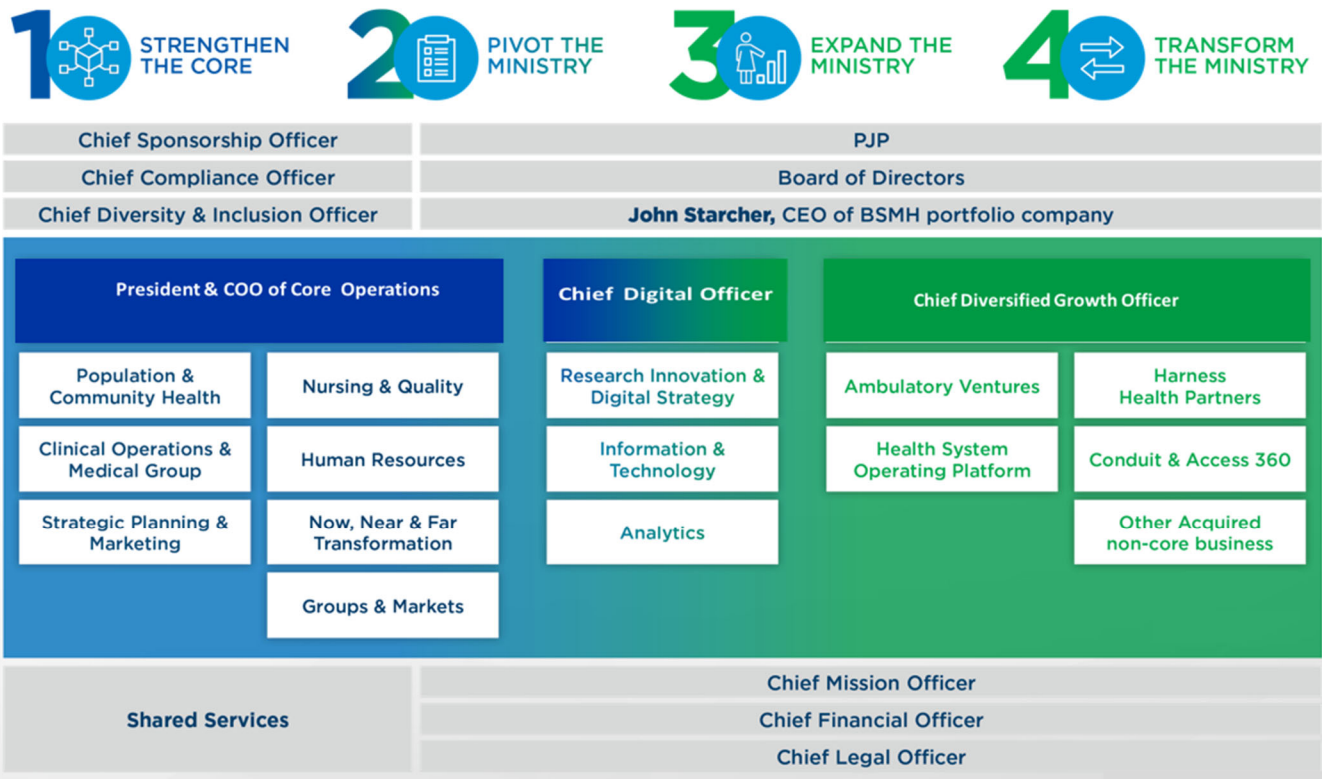 1 STRENGTHEN
THE CORE
2 PIVOT THE
MINISTRY
3 EXPAND THE
MINISTRY
4 TRANSFORM
THE MINISTRY
Chief Sponsorship Officer
PJP
Chief Compliance Officer
Board of Directors
Chief Diversity & Inclusion Officer
John Starcher, CEO of BSMH portfolio company
President & COO of Core Operations
Population &
Community Health
Nursing & Quality
Clinical Operations &
Medical Group
Human Resources
Strategic Planning &
Marketing
Now, Near & Far
Transformation
Groups & Markets
Chief Digital Officer
Research Innovation &
Digital Strategy
Information &
Technology
Analytics
Chief Diversified Growth Officer
Ambulatory Ventures
Harness
Health Partners
Health System
Operating Platform
Conduit & Access 360
Other Acquired
non-core business
Shared Services
Chief Mission Officer
Chief Financial Officer
Chief Legal Officer